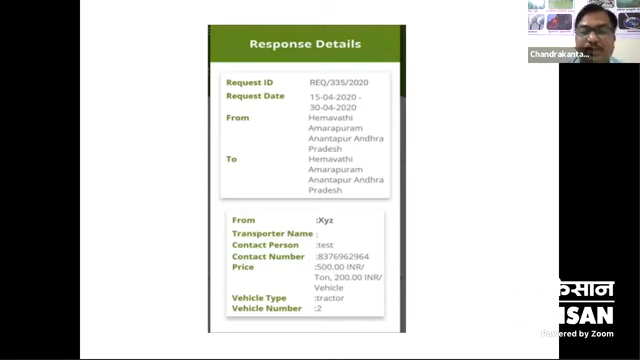 Response Details
Request ID REQ/335/2020
Request Date 15-04-2020 -
30-04-2020
From Hemavathi
Amarapuram
Anantapur Andhra
Pradesh
To Hemavathi
Amarapuram
Anantapur Andhra
Pradesh
From :Xyz
Transporter Name :
Contact Person :test
Contact Number :8376962964
Price :500.00 INR/
Ton, 200.00 INR/
Vehicle
Vehicle Type :tractor
Vehicle Number :2
Chandrakanta...
किसान
Powered by Zoom